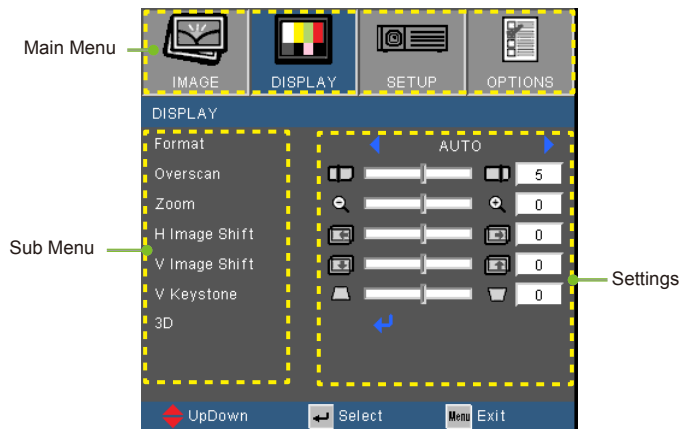 Main Menu
IMAGE DISPLAY SETUP OPTIONS
DISPLAY
Format AUTO
Overscan 5
Zoom 0
H Image Shift 0
Sub Menu
V Image Shift 0
Settings
V Keystone 0
3D
UpDown Select Menu Exit